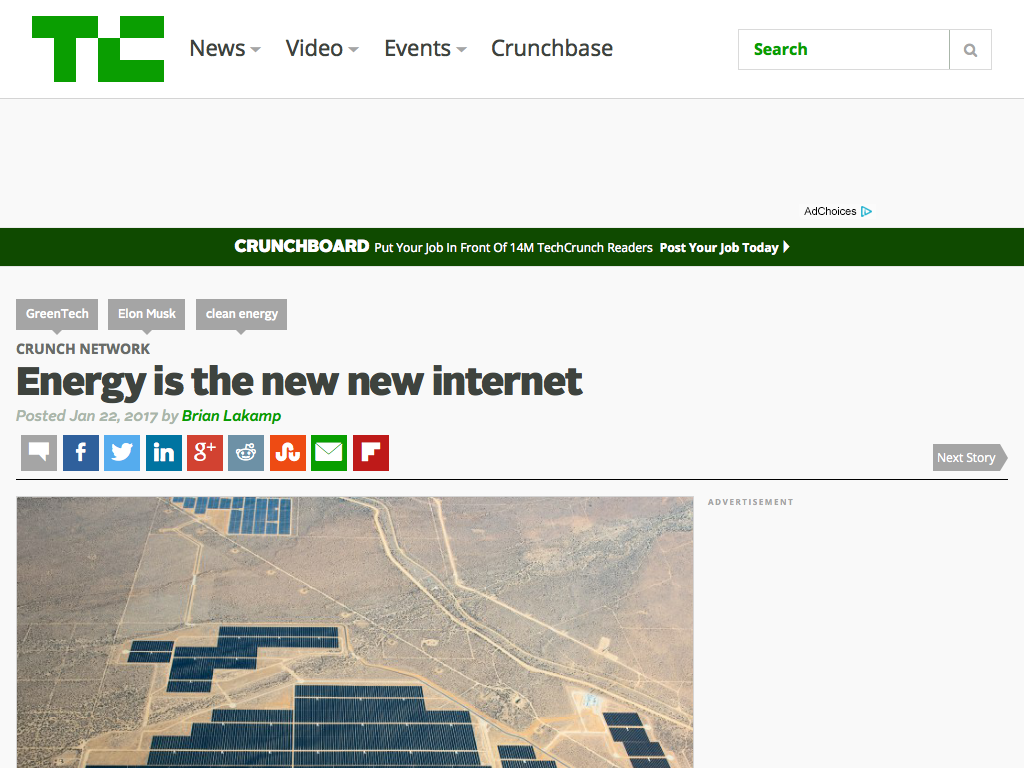 TC
News Video Events Crunchbase
Search
AdChoices
CRUNCHBOARD Put Your Job In Front Of 14M TechCrunch Readers Post Your Job Today
GreenTech Elon Musk clean energy
CRUNCH NETWORK
Energy is the new new internet
Posted Jan 22, 2017 by Brian Lakamp
f in g+
Next Story
ADVERTISEMENT